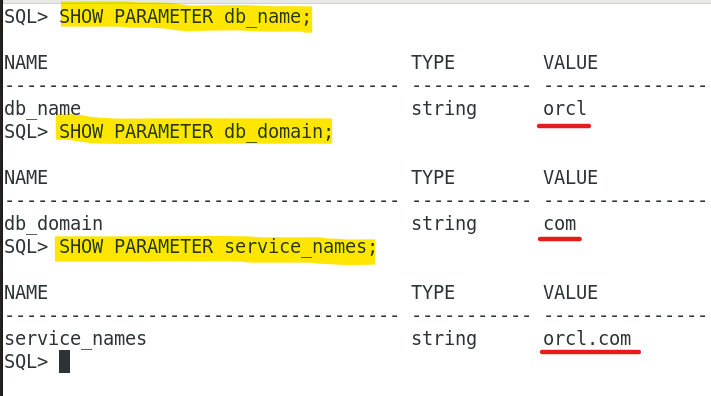 SQL> SHOW PARAMETER db_name;
NAME TYPE VALUE
------------------------------------ ----------- ---------------
db_name string orcl
SQL> SHOW PARAMETER db_domain;
NAME TYPE VALUE
------------------------------------ ----------- ---------------
db_domain string com
SQL> SHOW PARAMETER service_names;
NAME TYPE VALUE
------------------------------------ ----------- ---------------
service_names string orcl.com
SQL>